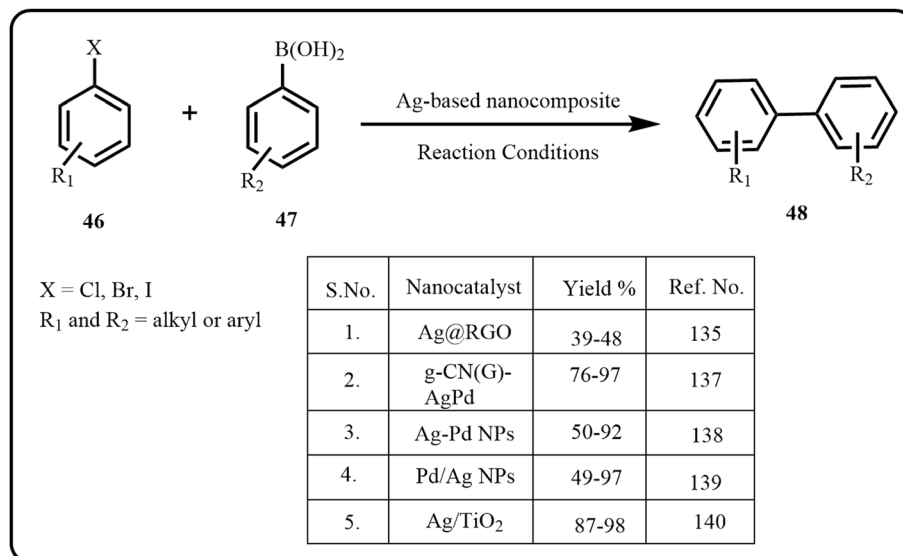 X
B(OH)₂
+
Ag-based nanocomposite
Reaction Conditions
R₁
R₂
R₁
R₂
46
47
48
X = Cl, Br, I
R₁ and R₂ = alkyl or aryl
S.No. Nanocatalyst Yield % Ref. No.
1. Ag@RGO 39-48 135
2. g-CN(G)- 76-97 137
AgPd
3. Ag-Pd NPs 50-92 138
4. Pd/Ag NPs 49-97 139
5. Ag/TiO₂ 87-98 140